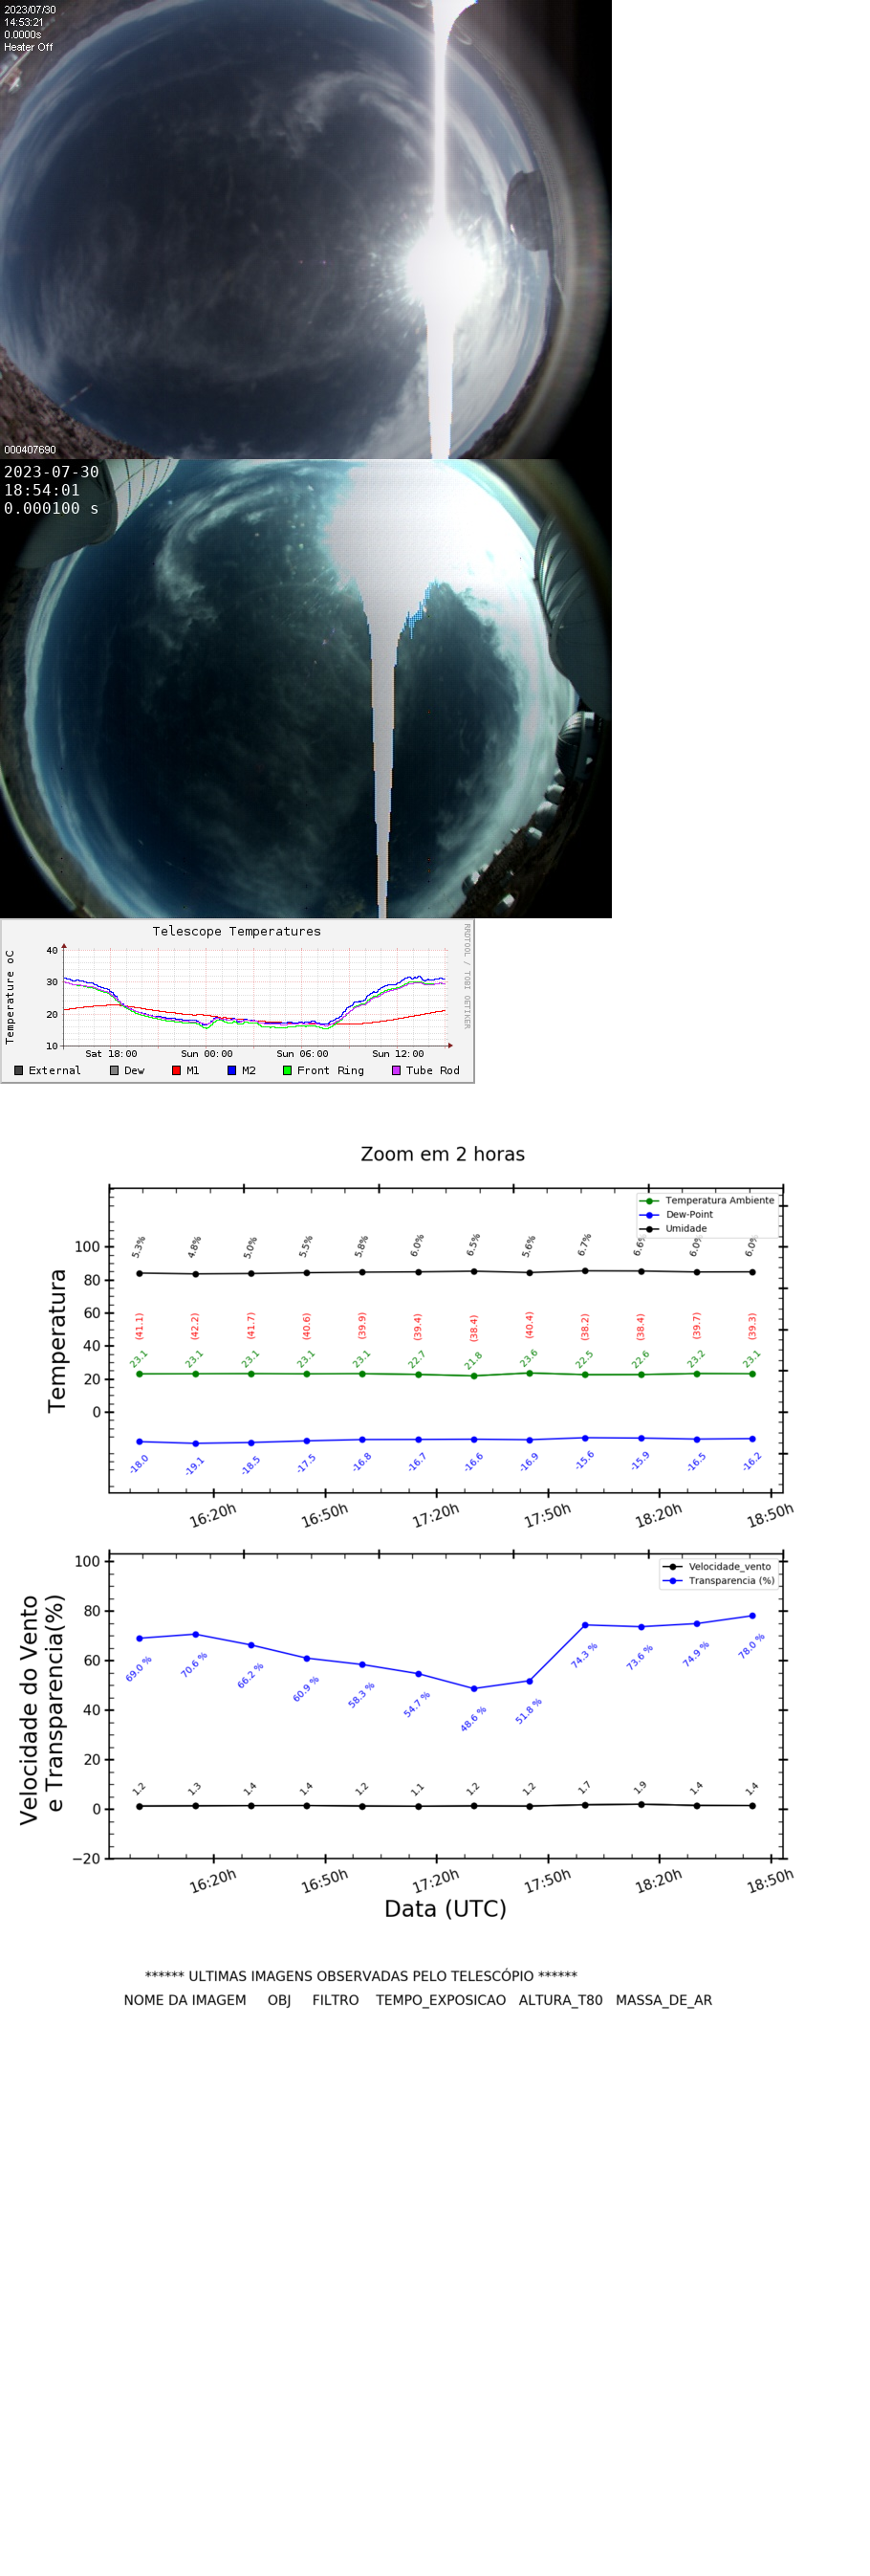 2023/07/30
14:53:21
0.0000s
Heater Off
000407690
2023-07-30
18:54:01
0.000100 s
Telescope Temperatures
RRDTOOL / TOBI OETIKER
Temperature oC
40
30
20
10
Sat 18:00 Sun 00:00 Sun 06:00 Sun 12:00
External Dew M1 M2 Front Ring Tube Rod
Zoom em 2 horas
Temperatura Ambiente
Dew-Point
Umidade
Temperatura
100
80
60
40
20
0
5.3% 4.8% 5.0% 5.5% 5.8% 6.0% 6.5% 5.6% 6.7% 6.6% 6.0% 6.0%
(41.1) (42.2) (41.7) (40.6) (39.9) (39.4) (38.4) (40.4) (38.2) (38.4) (39.7) (39.3)
23.1 23.1 23.1 23.1 23.1 22.7 21.8 23.6 22.5 22.6 23.2 23.1
-18.0 -19.1 -18.5 -17.5 -16.8 -16.7 -16.6 -16.9 -15.6 -15.9 -16.5 -16.2
16:20h 16:50h 17:20h 17:50h 18:20h 18:50h
Velocidade_vento
Transparencia (%)
Velocidade do Vento
e Transparencia(%)
100
80
60
40
20
0
−20
69.0 % 70.6 % 66.2 % 60.9 % 58.3 % 54.7 % 48.6 % 51.8 % 74.3 % 73.6 % 74.9 % 78.0 %
1.2 1.3 1.4 1.4 1.2 1.1 1.2 1.2 1.7 1.9 1.4 1.4
16:20h 16:50h 17:20h 17:50h 18:20h 18:50h
Data (UTC)
****** ULTIMAS IMAGENS OBSERVADAS PELO TELESCÓPIO ******
NOME DA IMAGEM OBJ FILTRO TEMPO_EXPOSICAO ALTURA_T80 MASSA_DE_AR